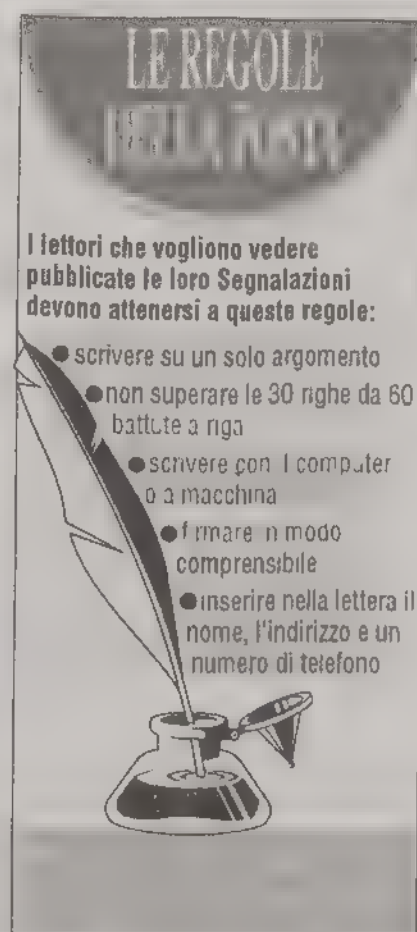 LE REGOLE
I lettori che vogliono vedere
pubblicate le loro Segnalazioni
devono attenersi a queste regole:
● scrivere su un solo argomento
● non superare le 30 righe da 60
battute a riga
● scrivere con il computer
o a macchina
● firmare in modo
comprensibile
● inserire nella lettera il
nome, l'indirizzo e un
numero di telefono